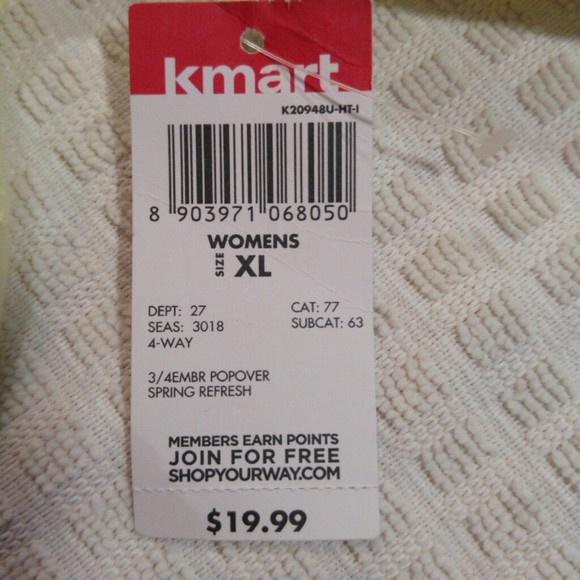 kmart
K20948U-HT-I
8 903971 068050
WOMENS
SIZE XL
DEPT: 27 CAT: 77
SEAS: 3018 SUBCAT: 63
4-WAY
3/4EMBR POPOVER
SPRING REFRESH
MEMBERS EARN POINTS
JOIN FOR FREE
SHOPYOURWAY.COM
$19.99